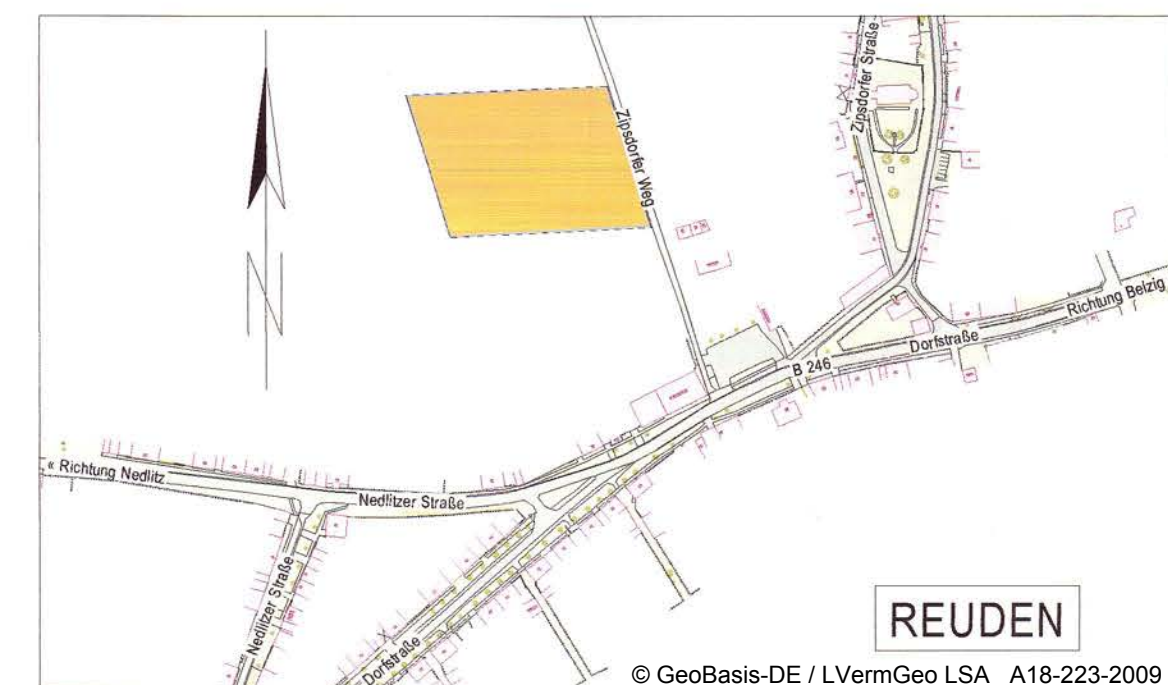 Zipsdorfer Straße
Zipsdorfer Weg
N
Richtung Belzig
Dorfstraße
B 246
« Richtung Nedlitz
Nedlitzer Straße
Nedlitzer Straße
Dorfstraße
REUDEN
© GeoBasis-DE / LVermGeo LSA A18-223-2009